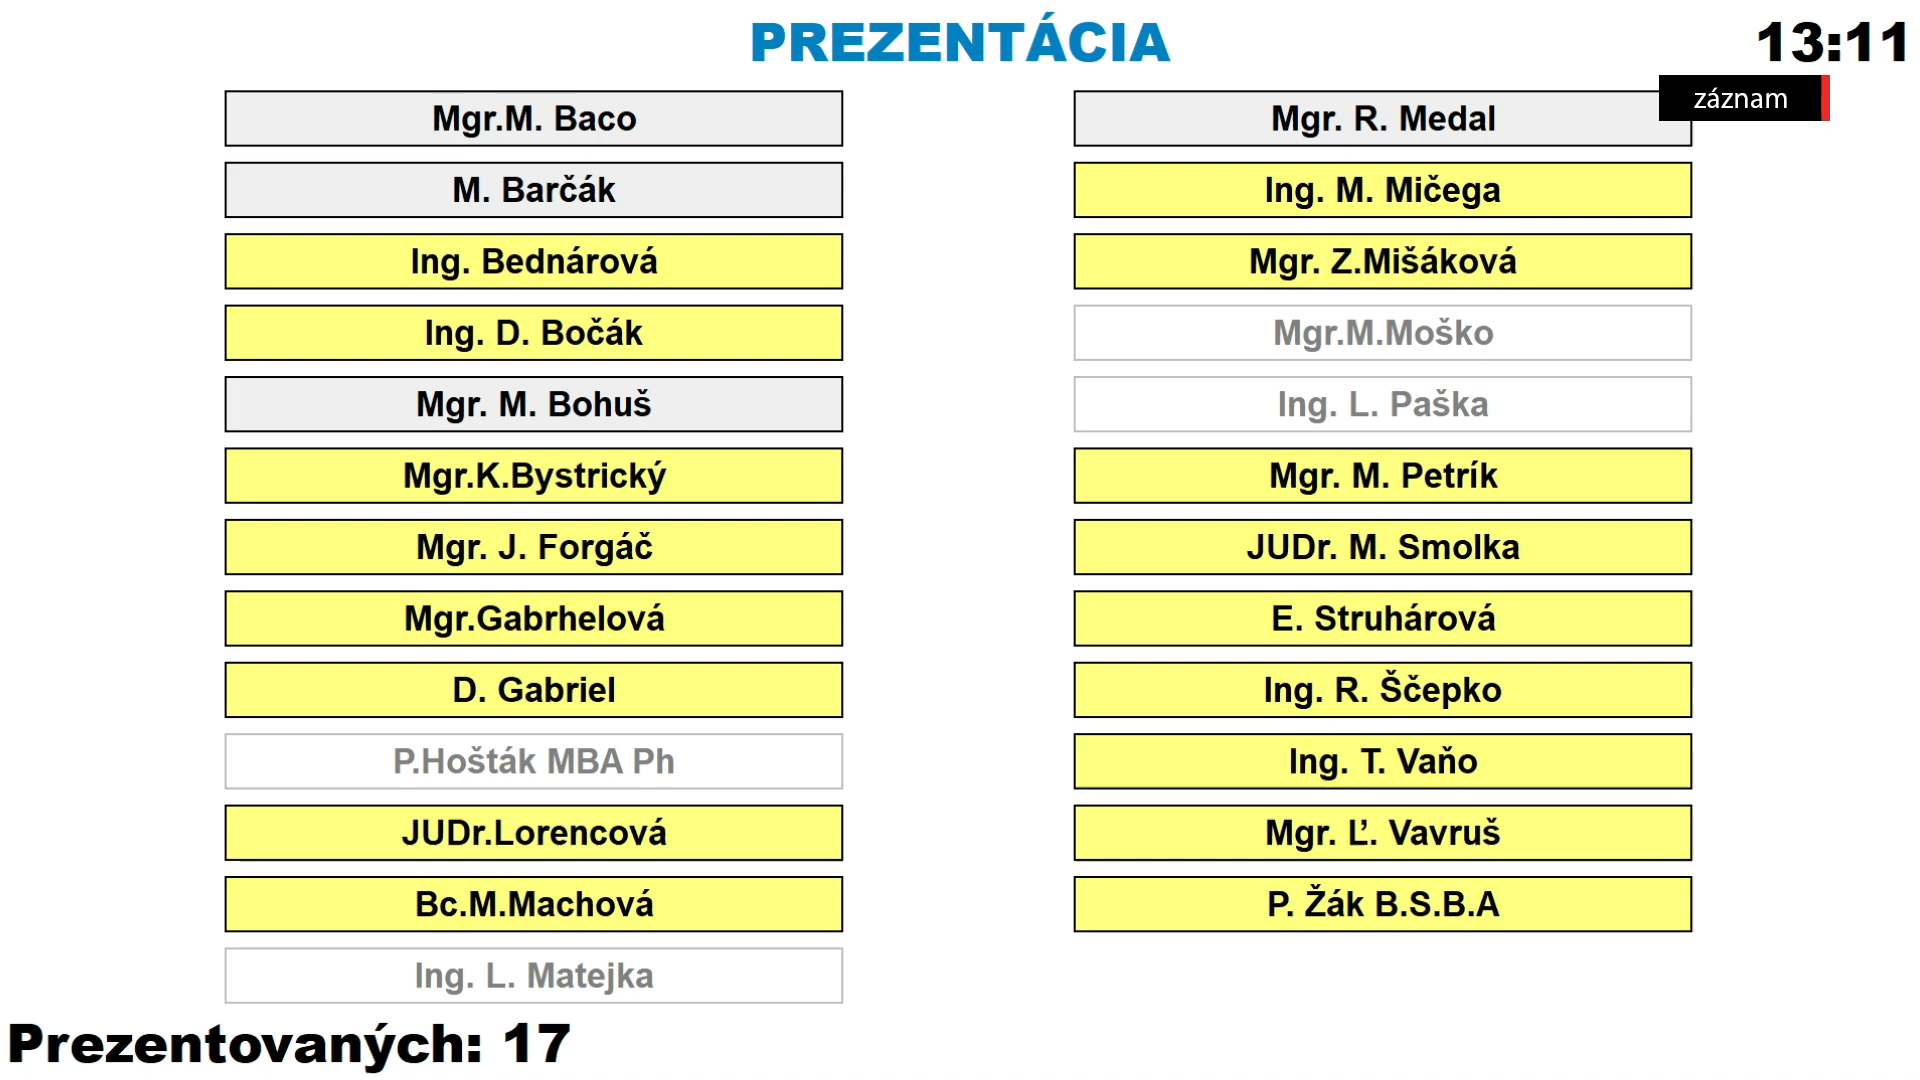 PREZENTÁCIA
13:11
záznam
Mgr.M. Baco
M. Barčák
Ing. Bednárová
Ing. D. Bočák
Mgr. M. Bohuš
Mgr.K.Bystrický
Mgr. J. Forgáč
Mgr.Gabrhelová
D. Gabriel
P.Hošták MBA Ph
JUDr.Lorencová
Bc.M.Machová
Ing. L. Matejka
Mgr. R. Medal
Ing. M. Mičega
Mgr. Z.Mišáková
Mgr.M.Moško
Ing. L. Paška
Mgr. M. Petrík
JUDr. M. Smolka
E. Struhárová
Ing. R. Ščepko
Ing. T. Vaňo
Mgr. Ľ. Vavruš
P. Žák B.S.B.A
Prezentovaných: 17